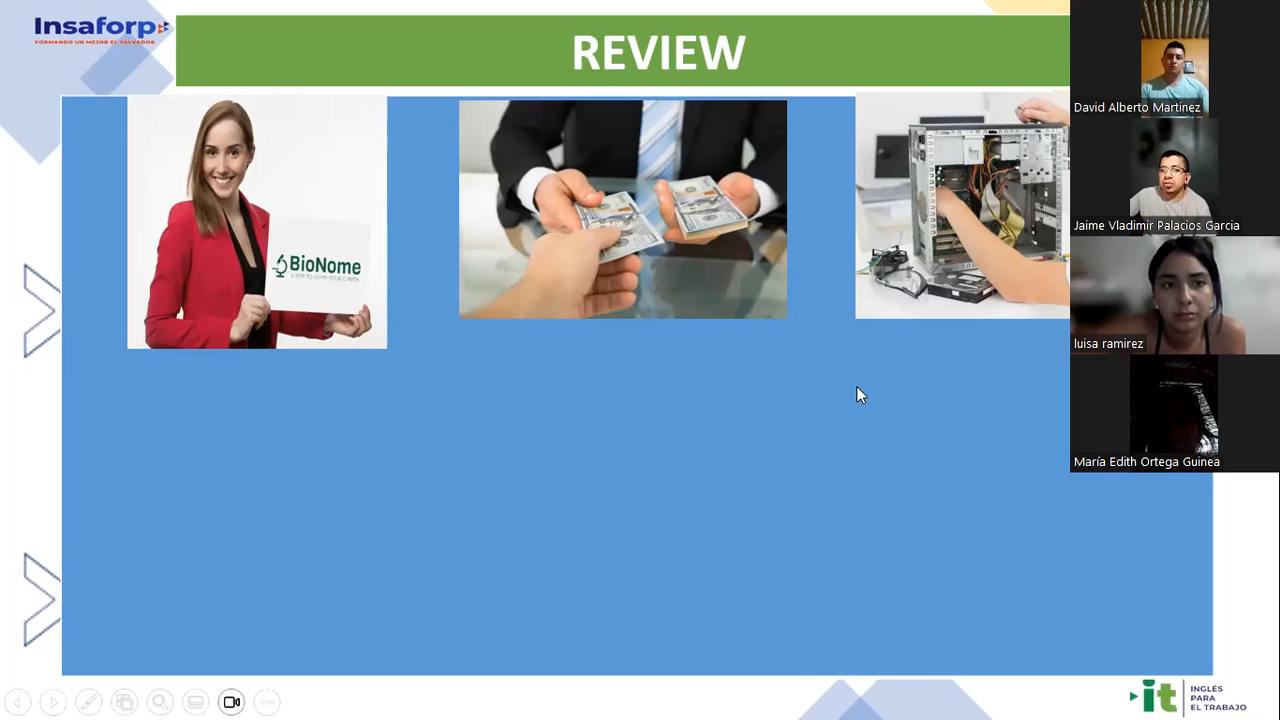 Insaforp
FORMANDO UN MEJOR EL SALVADOR
REVIEW
BioNome
David Alberto Martínez
Jaime Vladimir Palacios Garcia
luisa ramirez
María Edith Ortega Guinea
it
INGLÉS
PARA
EL TRABAJO